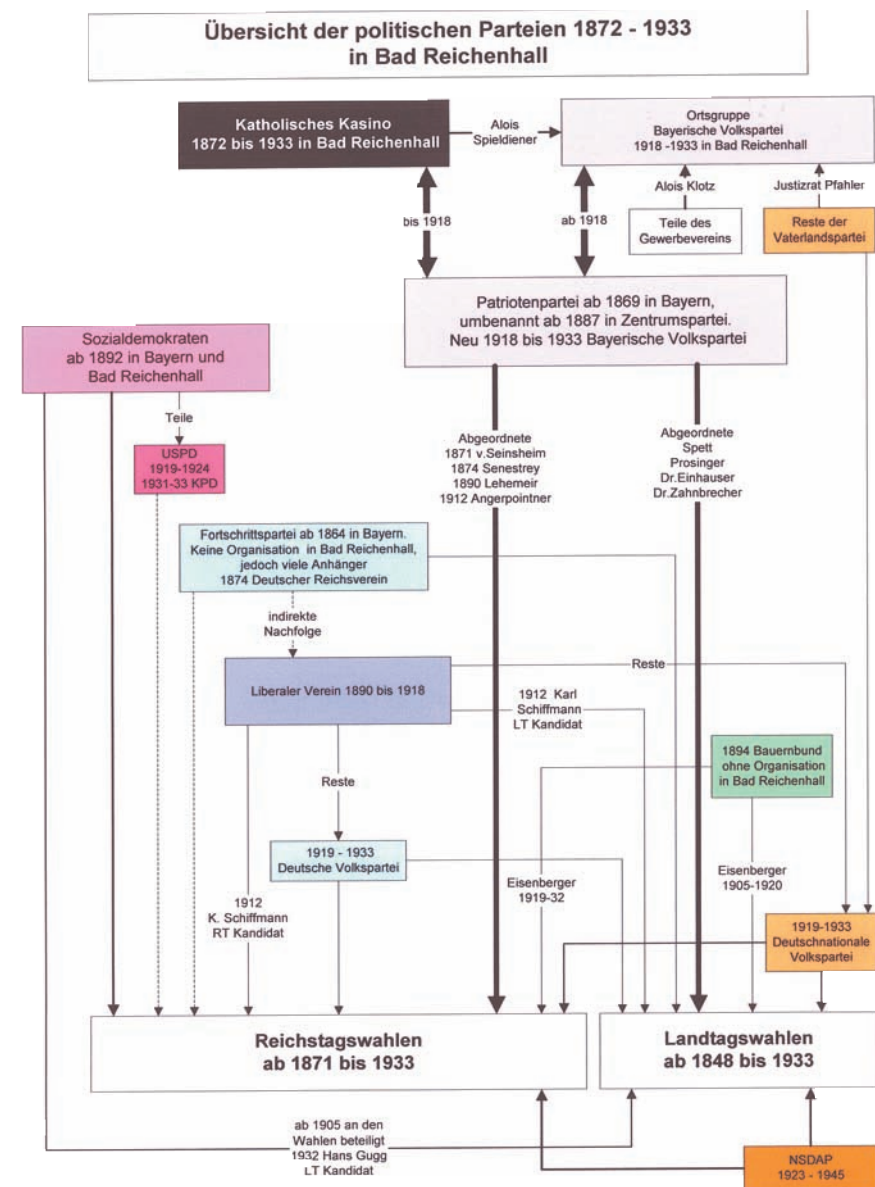 Übersicht der politischen Parteien 1872 - 1933
in Bad Reichenhall
Katholisches Kasino
1872 bis 1933 in Bad Reichenhall
Alois
Spieldiener
Ortsgruppe
Bayerische Volkspartei
1918 -1933 in Bad Reichenhall
bis 1918
ab 1918
Alois Klotz
Justizrat Pfahler
Teile des
Gewerbevereins
Reste der
Vaterlandspartei
Patriotenpartei ab 1869 in Bayern,
umbenannt ab 1887 in Zentrumspartei.
Neu 1918 bis 1933 Bayerische Volkspartei
Sozialdemokraten
ab 1892 in Bayern und
Bad Reichenhall
Teile
USPD
1919-1924
1931-33 KPD
Abgeordnete
1871 v.Seinsheim
1874 Senestrey
1890 Lehemeir
1912 Angerpointner
Abgeordnete
Spett
Prosinger
Dr.Einhauser
Dr.Zahnbrecher
Fortschrittspartei ab 1864 in Bayern.
Keine Organisation in Bad Reichenhall,
jedoch viele Anhänger
1874 Deutscher Reichsverein
indirekte
Nachfolge
Liberaler Verein 1890 bis 1918
Reste
1912 Karl
Schiffmann
LT Kandidat
1894 Bauernbund
ohne Organisation
in Bad Reichenhall
Reste
1919 - 1933
Deutsche Volkspartei
Eisenberger
1919-32
Eisenberger
1905-1920
1912
K. Schiffmann
RT Kandidat
1919-1933
Deutschnationale
Volkspartei
Reichstagswahlen
ab 1871 bis 1933
Landtagswahlen
ab 1848 bis 1933
ab 1905 an den
Wahlen beteiligt
1932 Hans Gugg
LT Kandidat
NSDAP
1923 - 1945